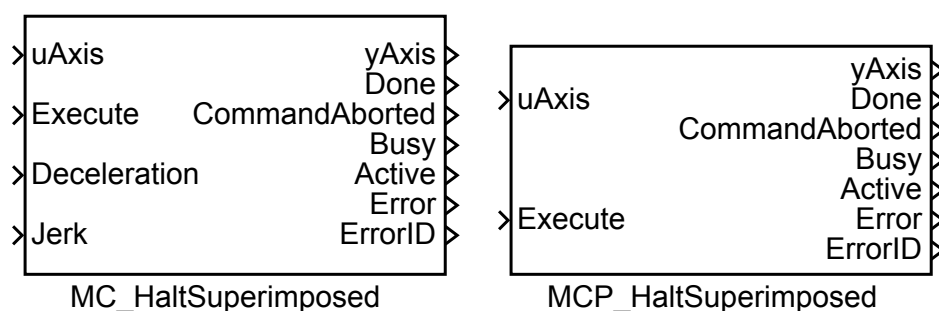 uAxis
Execute
Deceleration
Jerk
yAxis
Done
CommandAborted
Busy
Active
Error
ErrorID
MC_HaltSuperimposed
uAxis
Execute
yAxis
Done
CommandAborted
Busy
Active
Error
ErrorID
MCP_HaltSuperimposed